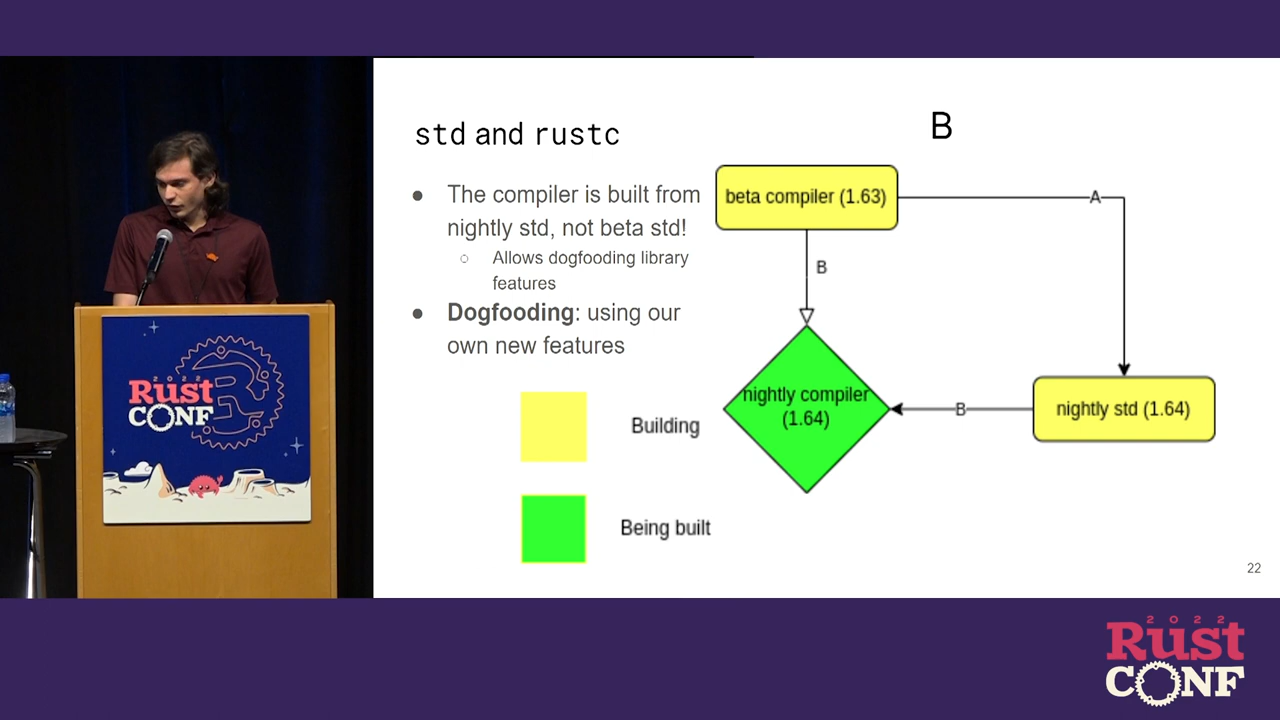 std and rustc
B
● The compiler is built from
nightly std, not beta std!
○ Allows dogfooding library
features
● Dogfooding: using our
own new features
Building
Being built
beta compiler (1.63)
A
B
nightly compiler
(1.64)
B
nightly std (1.64)
22
2022
Rust
CONF
2022
Rust
CONF